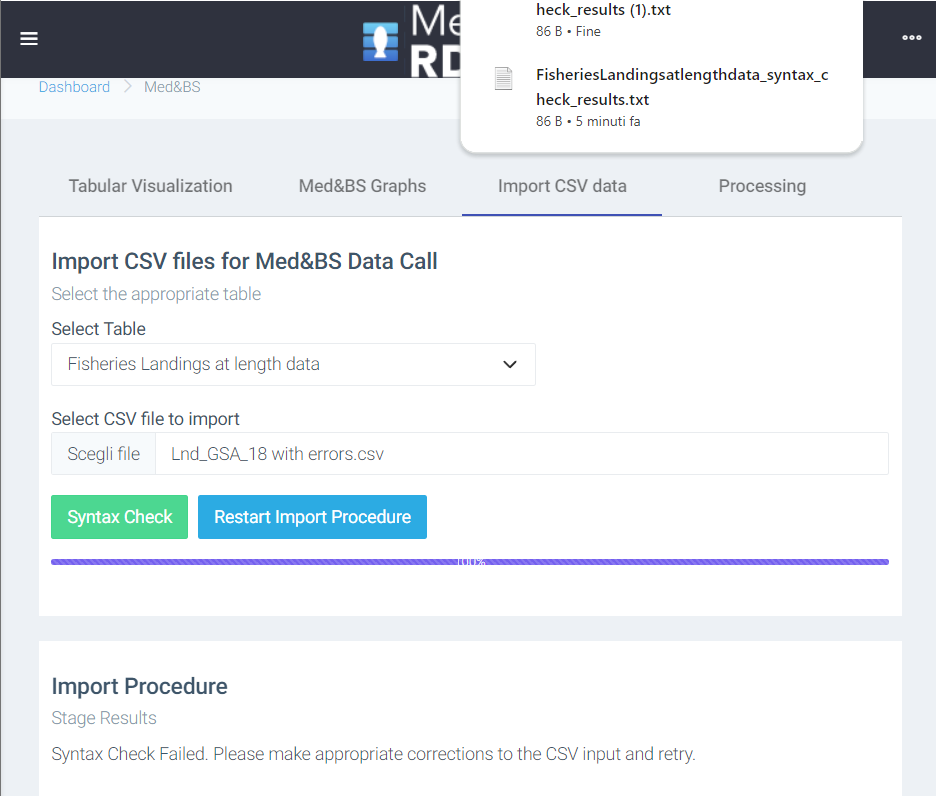 Me
RD
heck_results (1).txt
86 B • Fine
FisheriesLandingsatlengthdata_syntax_c
heck_results.txt
86 B • 5 minuti fa
Dashboard
Med&BS
Tabular Visualization
Med&BS Graphs
Import CSV data
Processing
Import CSV files for Med&BS Data Call
Select the appropriate table
Select Table
Fisheries Landings at length data
Select CSV file to import
Scegli file
Lnd_GSA_18 with errors.csv
Syntax Check
Restart Import Procedure
100%
Import Procedure
Stage Results
Syntax Check Failed. Please make appropriate corrections to the CSV input and retry.